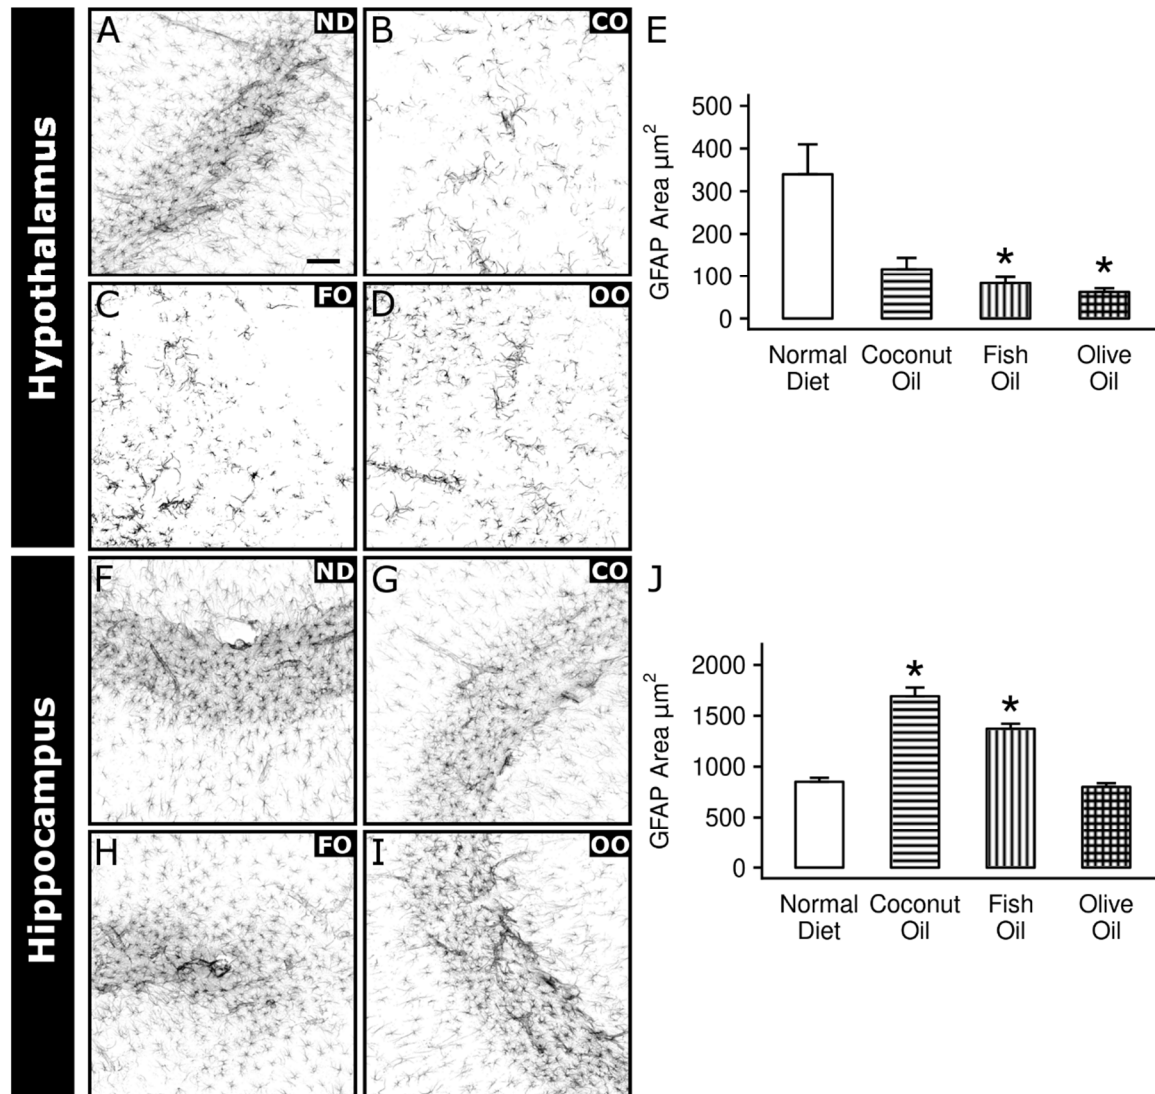 Hypothalamus
A ND
B CO
C FO
D OO
E
GFAP Area µm²
500
400
300
200
100
0
*
*
Normal Diet
Coconut Oil
Fish Oil
Olive Oil
Hippocampus
F ND
G CO
H FO
I OO
J
GFAP Area µm²
2000
1500
1000
500
0
*
*
Normal Diet
Coconut Oil
Fish Oil
Olive Oil